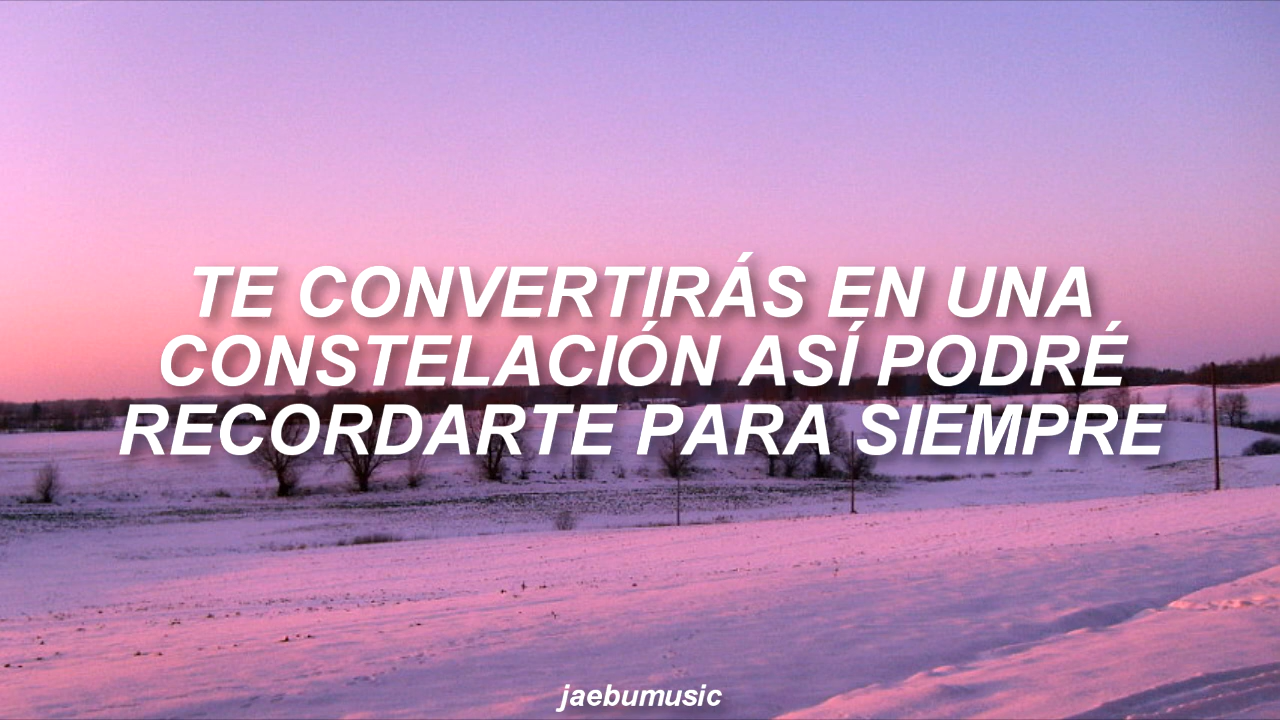 TE CONVERTIRÁS EN UNA
CONSTELACIÓN ASÍ PODRÉ
RECORDARTE PARA SIEMPRE
jaebumusic